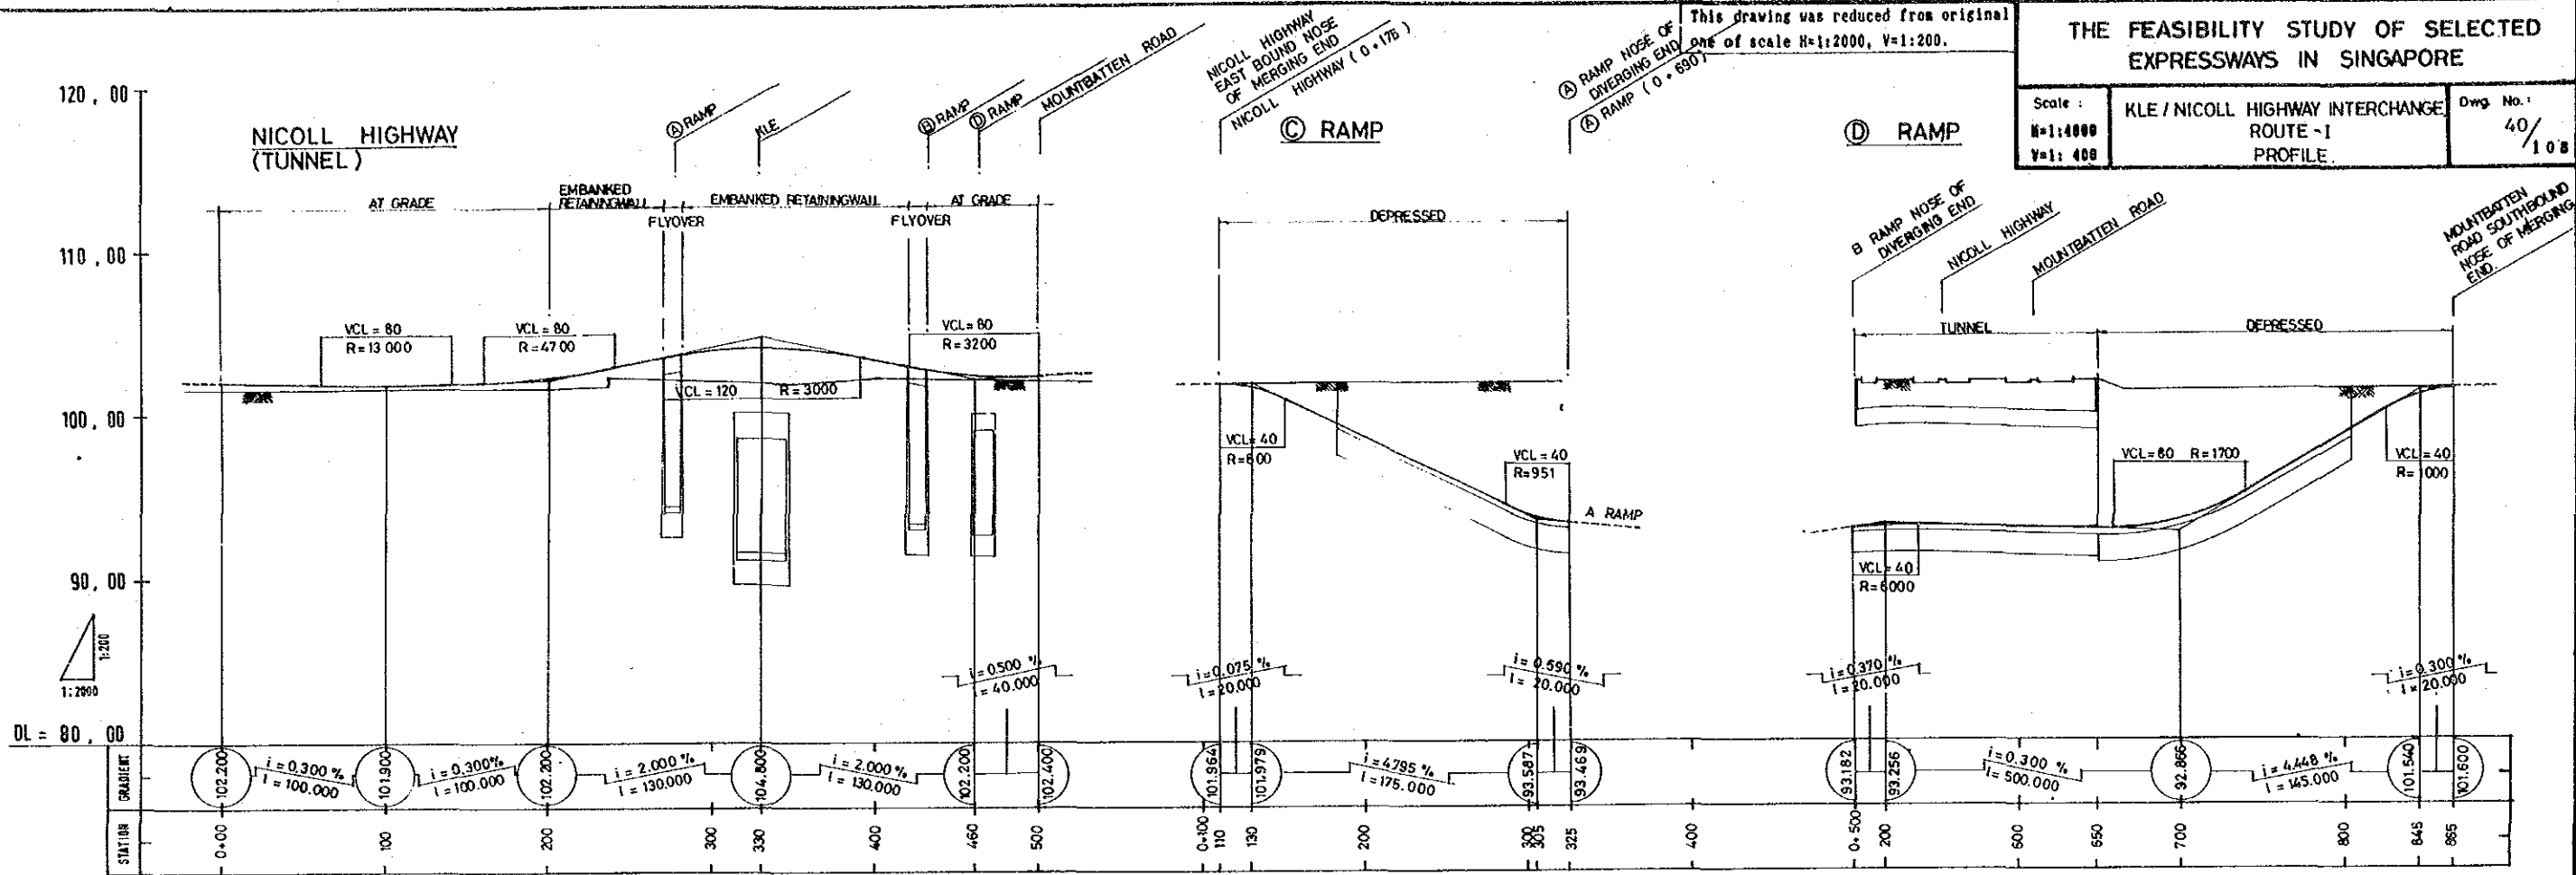 This drawing was reduced from original
one of scale H=1:2000, V=1:200.
THE FEASIBILITY STUDY OF SELECTED
EXPRESSWAYS IN SINGAPORE
Scale :
H=1:4000
V=1: 400
KLE / NICOLL HIGHWAY INTERCHANGE
ROUTE - I
PROFILE.
Dwg. No.:
40/108
120.00
110.00
100.00
90.00
DL = 80.00
1:200
1:2000
NICOLL HIGHWAY
(TUNNEL)
Ⓐ RAMP
KLE
Ⓑ RAMP
Ⓓ RAMP
MOUNTBATTEN ROAD
AT GRADE
EMBANKED
RETAININGWALL
FLYOVER
EMBANKED RETAININGWALL
FLYOVER
AT GRADE
VCL = 80
R = 13 000
VCL = 80
R = 4700
VCL = 120 R = 3000
VCL = 80
R = 3200
i = 0.500 %
l = 40.000
NICOLL HIGHWAY
EAST BOUND NOSE
OF MERGING END
NICOLL HIGHWAY ( 0+175 )
Ⓒ RAMP
Ⓐ RAMP NOSE OF
DIVERGING END
Ⓐ RAMP ( 0 + 690 )
DEPRESSED
VCL = 40
R = 800
VCL = 40
R = 951
A RAMP
i = 0.075 %
l = 20.000
i = 0.590 %
l = 20.000
Ⓓ RAMP
B RAMP NOSE OF
DIVERGING END
NICOLL HIGHWAY
MOUNTBATTEN ROAD
MOUNTBATTEN
ROAD SOUTHBOUND
NOSE OF MERGING
END.
TUNNEL
DEPRESSED
VCL = 40
R = 6000
VCL = 80 R = 1700
VCL = 40
R = 1000
i = 0.370 %
l = 20.000
i = 0.300 %
l = 20.000
GRADIENT
102.200
i = 0.300 %
l = 100.000
101.900
i = 0.300%
l = 100.000
102.200
i = 2.000 %
l = 130.000
104.800
i = 2.000 %
l = 130.000
102.200
102.400
101.964
101.979
i = 4.795 %
l = 175.000
93.587
93.469
93.182
93.256
i = 0.300 %
l = 500.000
92.866
i = 4.448 %
l = 145.000
101.540
101.600
STATION
0+00
100
200
300
330
400
460
500
0+100
110
130
200
300
305
325
400
0+500
200
600
650
700
800
845
865